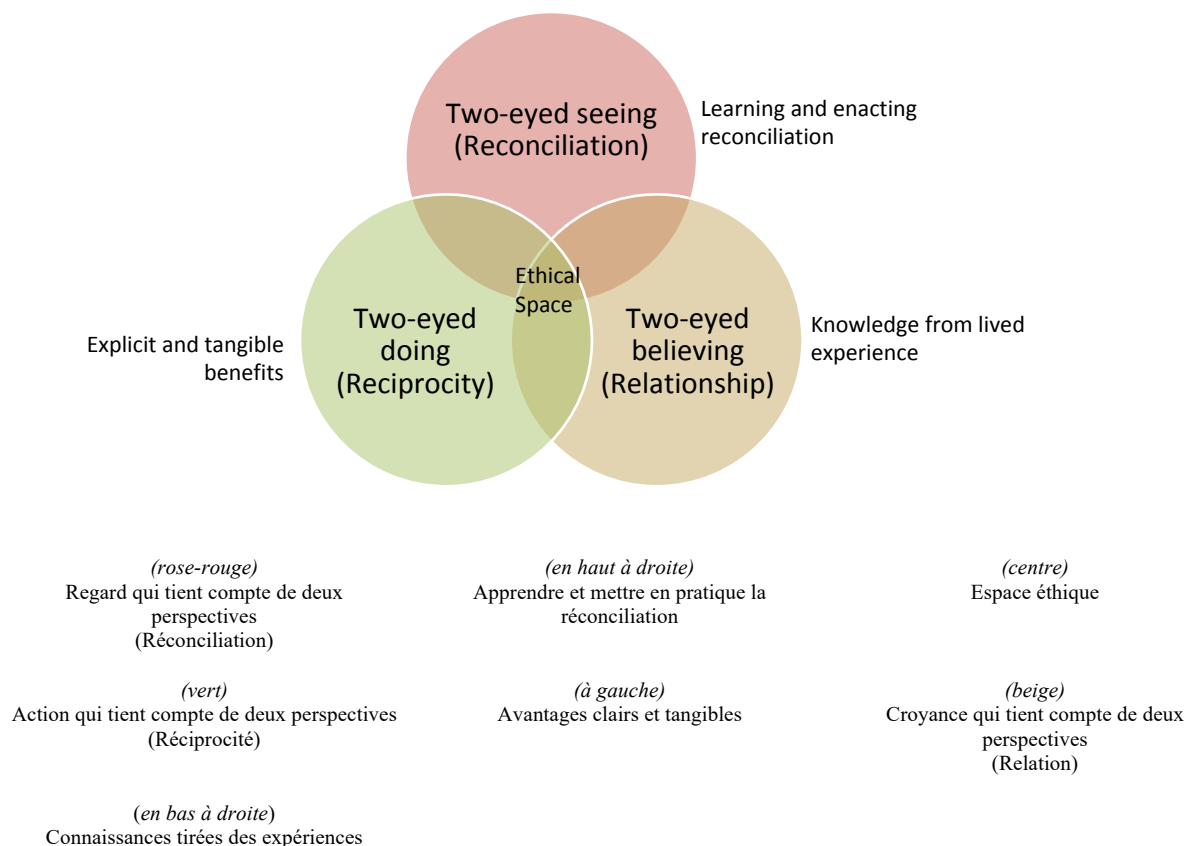 Two-eyed seeing
(Reconciliation)
Learning and enacting
reconciliation
Ethical
Space
Two-eyed
doing
(Reciprocity)
Two-eyed
believing
(Relationship)
Explicit and tangible
benefits
Knowledge from lived
experience
(rose-rouge)
Regard qui tient compte de deux
perspectives
(Réconciliation)
(en haut à droite)
Apprendre et mettre en pratique la
réconciliation
(centre)
Espace éthique
(vert)
Action qui tient compte de deux perspectives
(Réciprocité)
(à gauche)
Avantages clairs et tangibles
(beige)
Croyance qui tient compte de deux
perspectives
(Relation)
(en bas à droite)
Connaissances tirées des expériences